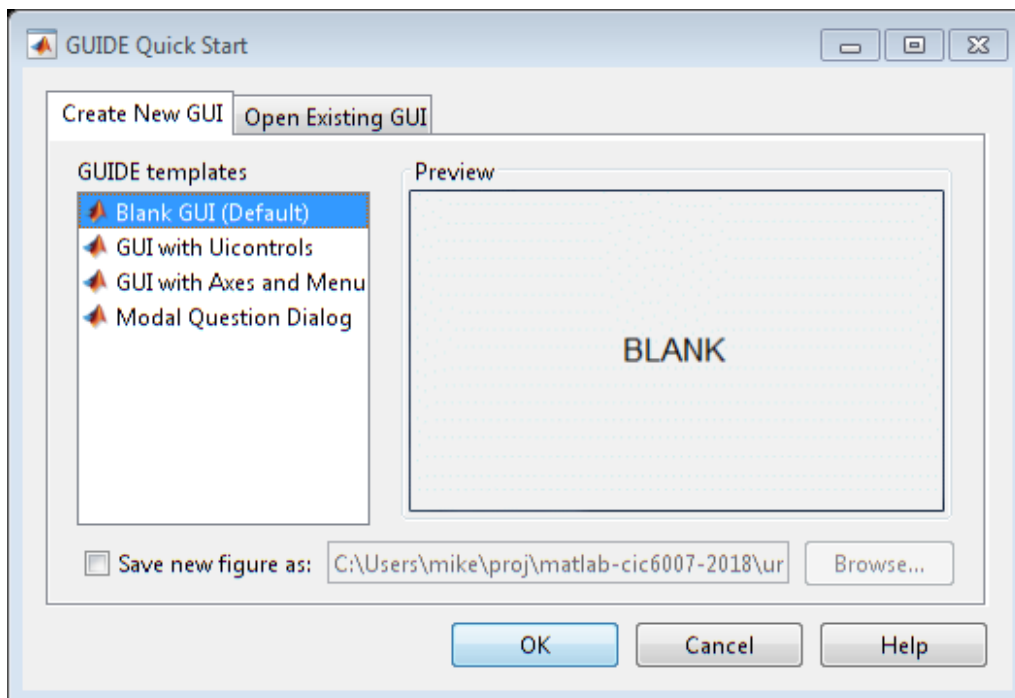 GUIDE Quick Start
Create New GUI
Open Existing GUI
GUIDE templates
Blank GUI (Default)
GUI with Uicontrols
GUI with Axes and Menu
Modal Question Dialog
Preview
BLANK
Save new figure as:
C:\Users\mike\proj\matlab-cic6007-2018\ur
Browse...
OK
Cancel
Help